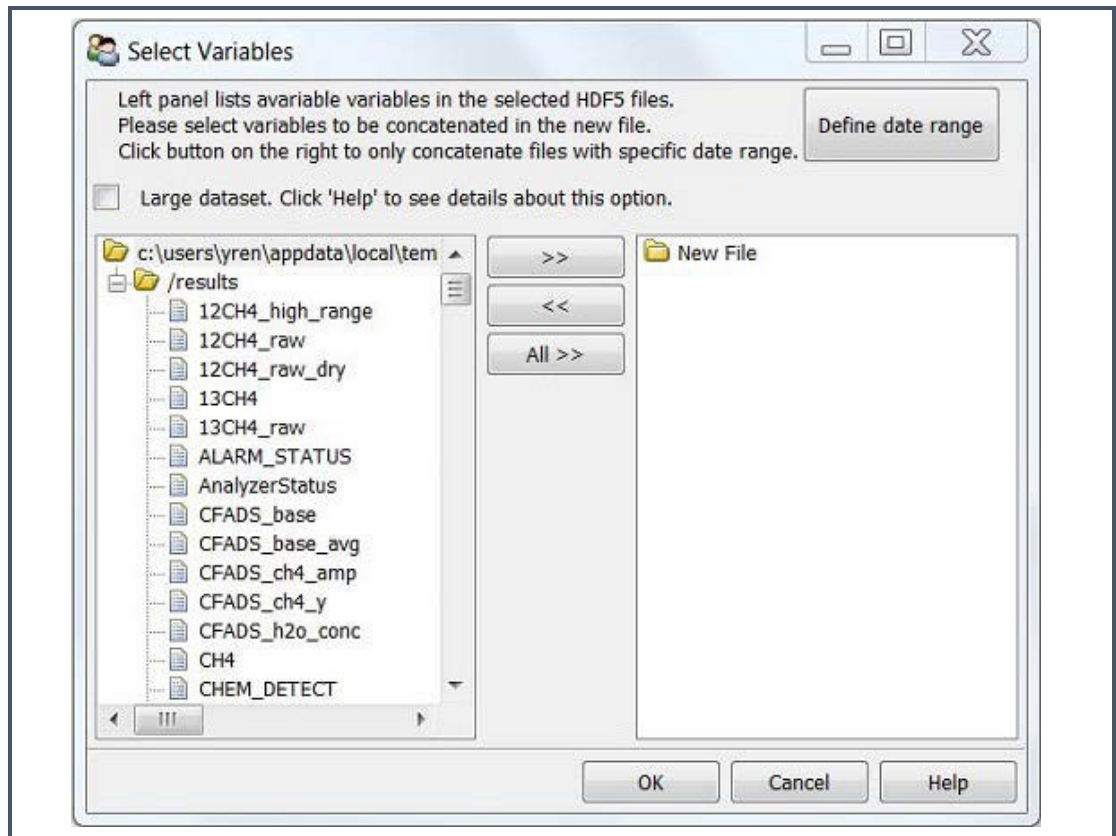 Select Variables
Left panel lists avariable variables in the selected HDF5 files.
Please select variables to be concatenated in the new file.
Click button on the right to only concatenate files with specific date range.
Define date range
Large dataset. Click 'Help' to see details about this option.
c:\users\yren\appdata\local\tem
/results
12CH4_high_range
12CH4_raw
12CH4_raw_dry
13CH4
13CH4_raw
ALARM_STATUS
AnalyzerStatus
CFADS_base
CFADS_base_avg
CFADS_ch4_amp
CFADS_ch4_y
CFADS_h2o_conc
CH4
CHEM_DETECT
>>
<<
All >>
New File
OK
Cancel
Help